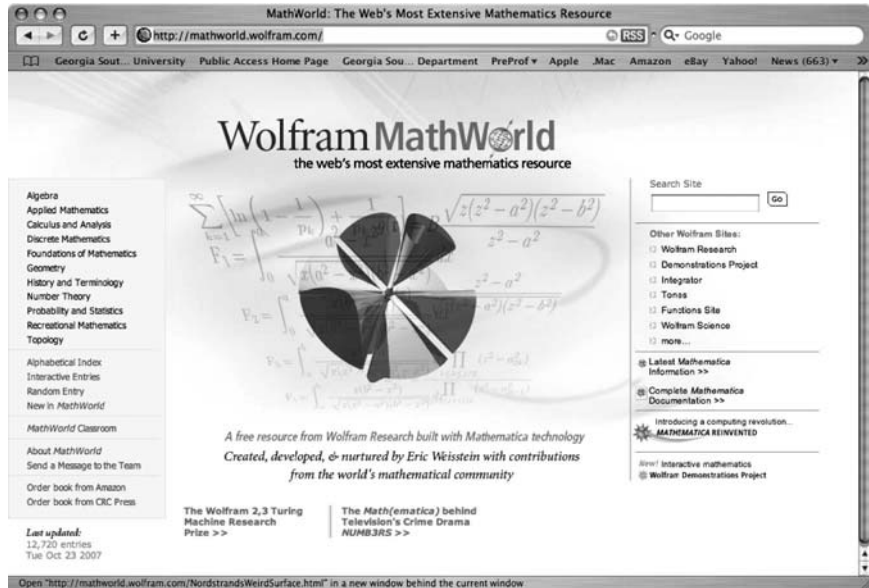 MathWorld: The Web's Most Extensive Mathematics Resource
http://mathworld.wolfram.com/
RSS
Google
Georgia Sout... University Public Access Home Page Georgia Sou... Department PreProf Apple .Mac Amazon eBay Yahoo! News (663)
Wolfram MathWorld
the web's most extensive mathematics resource
Algebra
Applied Mathematics
Calculus and Analysis
Discrete Mathematics
Foundations of Mathematics
Geometry
History and Terminology
Number Theory
Probability and Statistics
Recreational Mathematics
Topology
Alphabetical Index
Interactive Entries
Random Entry
New in MathWorld
MathWorld Classroom
About MathWorld
Send a Message to the Team
Order book from Amazon
Order book from CRC Press
Last updated:
12,720 entries
Tue Oct 23 2007
A free resource from Wolfram Research built with Mathematica technology
Created, developed, & nurtured by Eric Weisstein with contributions
from the world's mathematical community
The Wolfram 2,3 Turing
Machine Research
Prize >>
The Math(ematica) behind
Television's Crime Drama
NUMB3RS >>
Search Site
Go
Other Wolfram Sites:
Wolfram Research
Demonstrations Project
Integrator
Tones
Functions Site
Wolfram Science
more...
Latest Mathematica
Information >>
Complete Mathematica
Documentation >>
Introducing a computing revolution...
MATHEMATICA REINVENTED
New! Interactive mathematics
Wolfram Demonstrations Project
Open "http://mathworld.wolfram.com/NordstrandsWeirdSurface.html" in a new window behind the current window